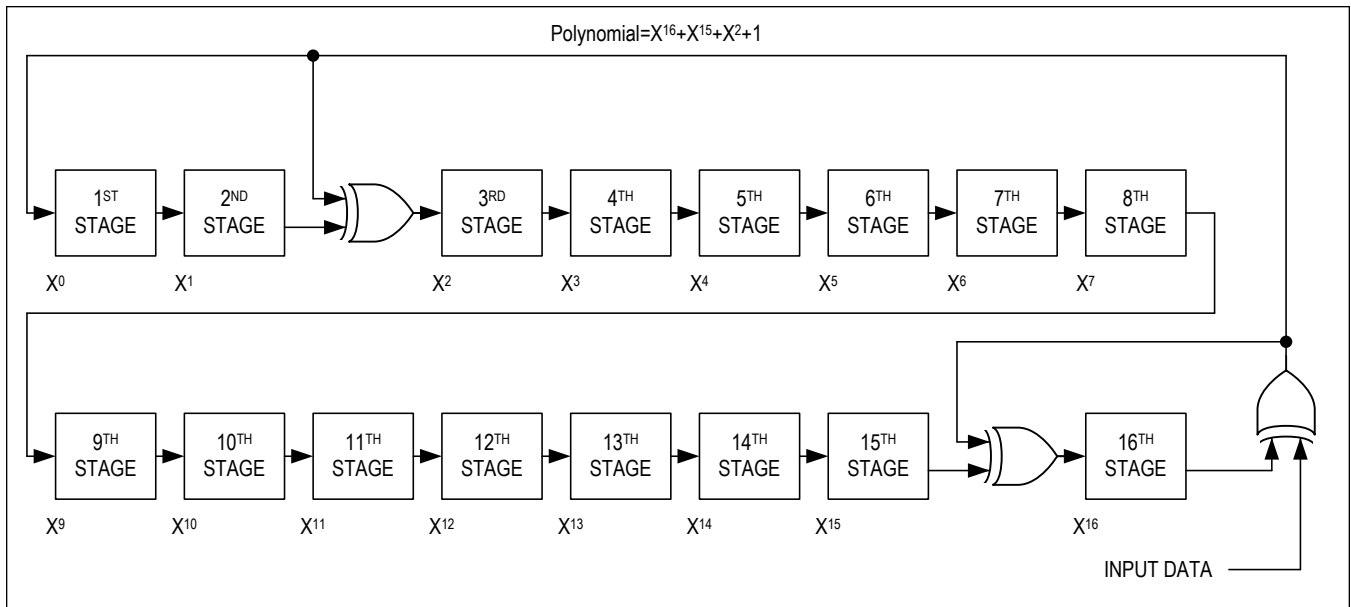 Polynomial=X¹⁶+X¹⁵+X²+1
1ST STAGE
2ND STAGE
3RD STAGE
4TH STAGE
5TH STAGE
6TH STAGE
7TH STAGE
8TH STAGE
X⁰
X¹
X²
X³
X⁴
X⁵
X⁶
X⁷
9TH STAGE
10TH STAGE
11TH STAGE
12TH STAGE
13TH STAGE
14TH STAGE
15TH STAGE
16TH STAGE
X⁹
X¹⁰
X¹¹
X¹²
X¹³
X¹⁴
X¹⁵
X¹⁶
INPUT DATA